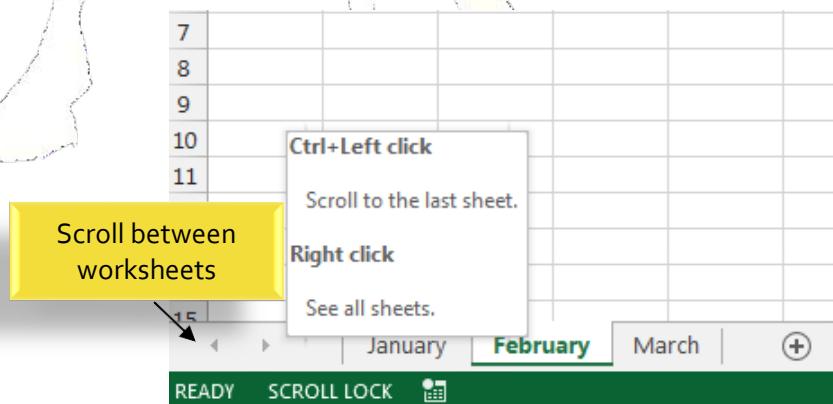 7
8
9
10
11
Ctrl+Left click
Scroll to the last sheet.
Right click
See all sheets.
Scroll between
worksheets
15
January February March
READY SCROLL LOCK